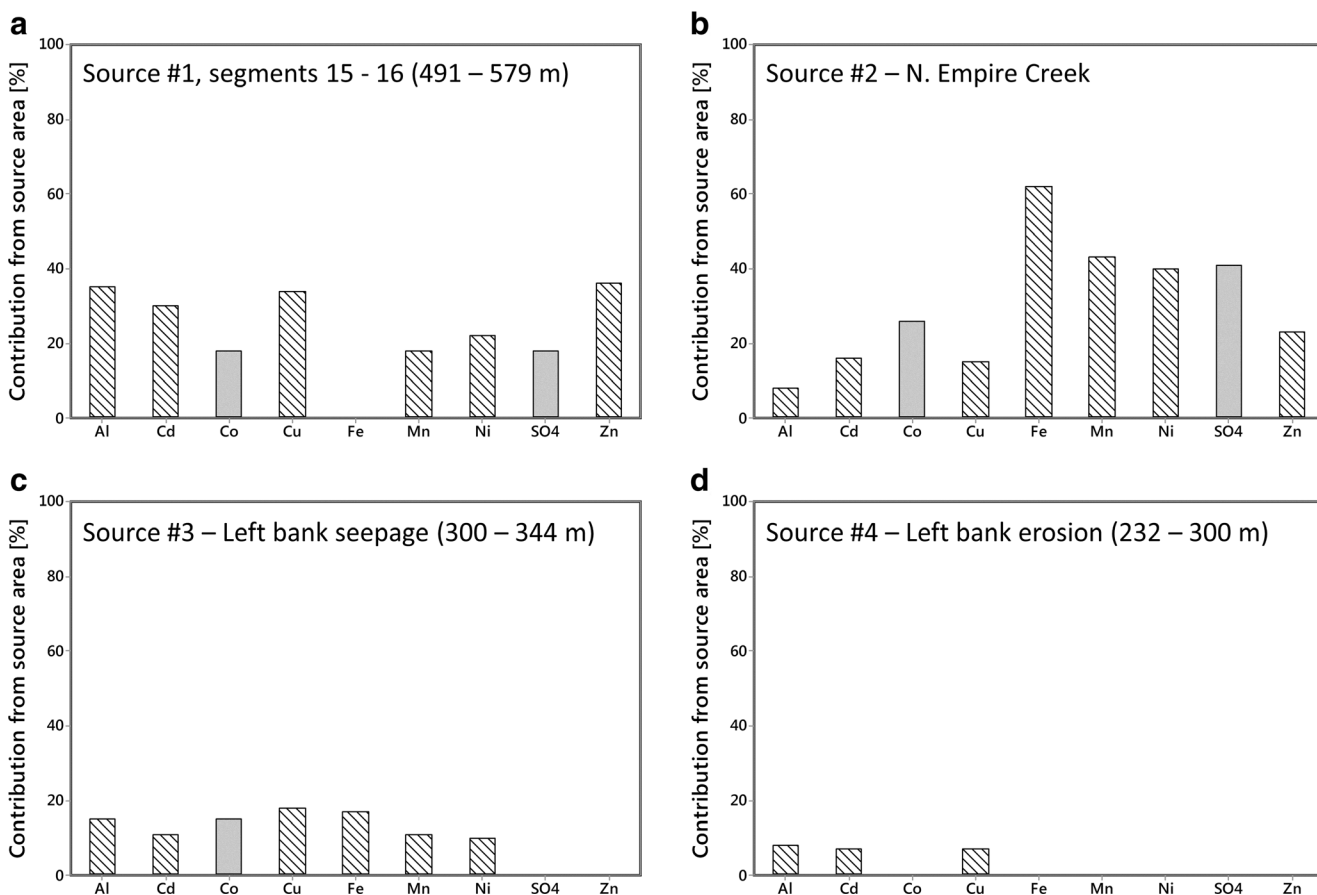 a
Contribution from source area [%]
100
80
60
40
20
0
Source #1, segments 15 - 16 (491 – 579 m)
Al Cd Co Cu Fe Mn Ni SO4 Zn
b
Contribution from source area [%]
100
80
60
40
20
0
Source #2 – N. Empire Creek
Al Cd Co Cu Fe Mn Ni SO4 Zn
c
Contribution from source area [%]
100
80
60
40
20
0
Source #3 – Left bank seepage (300 – 344 m)
Al Cd Co Cu Fe Mn Ni SO4 Zn
d
Contribution from source area [%]
100
80
60
40
20
0
Source #4 – Left bank erosion (232 – 300 m)
Al Cd Co Cu Fe Mn Ni SO4 Zn